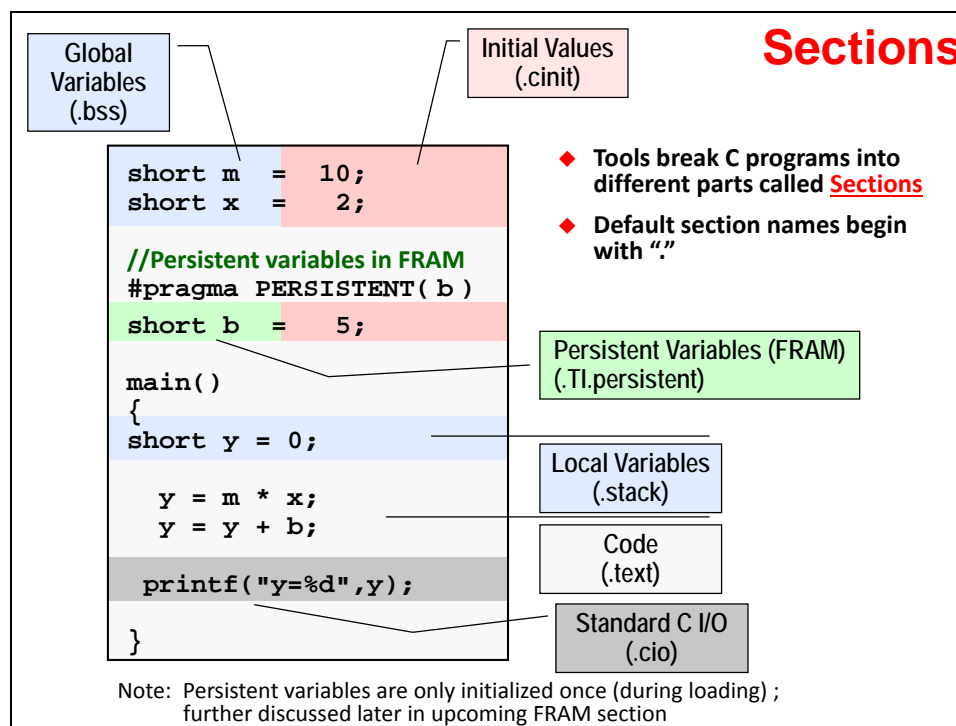 Sections
Global
Variables
(.bss)
Initial Values
(.cinit)
short m  =   10;
short x  =    2;
//Persistent variables in FRAM
#pragma PERSISTENT( b )
short b  =    5;
main()
{
short y = 0;
y = m * x;
y = y + b;
printf("y=%d",y);
}
◆ Tools break C programs into
different parts called Sections
◆ Default section names begin
with “.”
Persistent Variables (FRAM)
(.TI.persistent)
Local Variables
(.stack)
Code
(.text)
Standard C I/O
(.cio)
Note: Persistent variables are only initialized once (during loading) ;
further discussed later in upcoming FRAM section